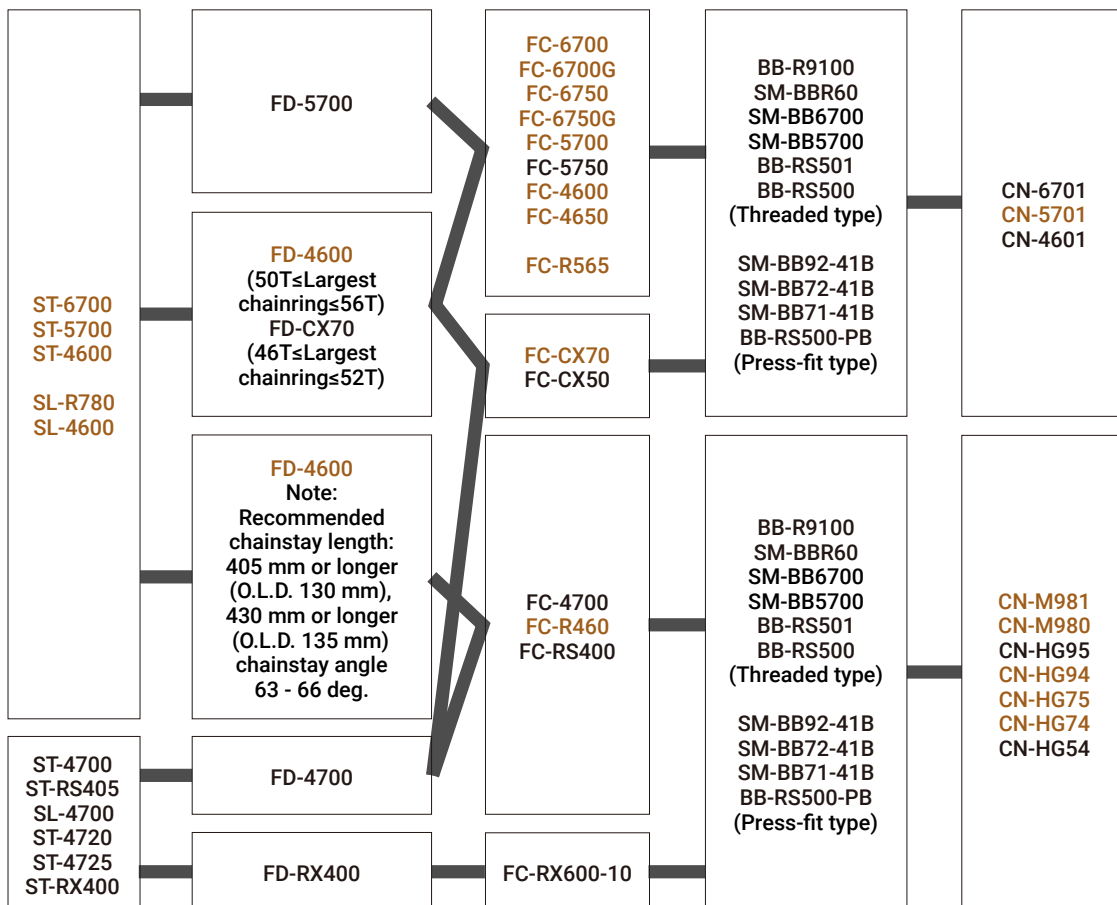 ST-6700
ST-5700
ST-4600
SL-R780
SL-4600
ST-4700
ST-RS405
SL-4700
ST-4720
ST-4725
ST-RX400
FD-5700
FD-4600
(50T≤Largest
chainring≤56T)
FD-CX70
(46T≤Largest
chainring≤52T)
FD-4600
Note:
Recommended
chainstay length:
405 mm or longer
(O.L.D. 130 mm),
430 mm or longer
(O.L.D. 135 mm)
chainstay angle
63 - 66 deg.
FD-4700
FD-RX400
FC-6700
FC-6700G
FC-6750
FC-6750G
FC-5700
FC-5750
FC-4600
FC-4650
FC-R565
FC-CX70
FC-CX50
FC-4700
FC-R460
FC-RS400
FC-RX600-10
BB-R9100
SM-BBR60
SM-BB6700
SM-BB5700
BB-RS501
BB-RS500
(Threaded type)
SM-BB92-41B
SM-BB72-41B
SM-BB71-41B
BB-RS500-PB
(Press-fit type)
BB-R9100
SM-BBR60
SM-BB6700
SM-BB5700
BB-RS501
BB-RS500
(Threaded type)
SM-BB92-41B
SM-BB72-41B
SM-BB71-41B
BB-RS500-PB
(Press-fit type)
CN-6701
CN-5701
CN-4601
CN-M981
CN-M980
CN-HG95
CN-HG94
CN-HG75
CN-HG74
CN-HG54